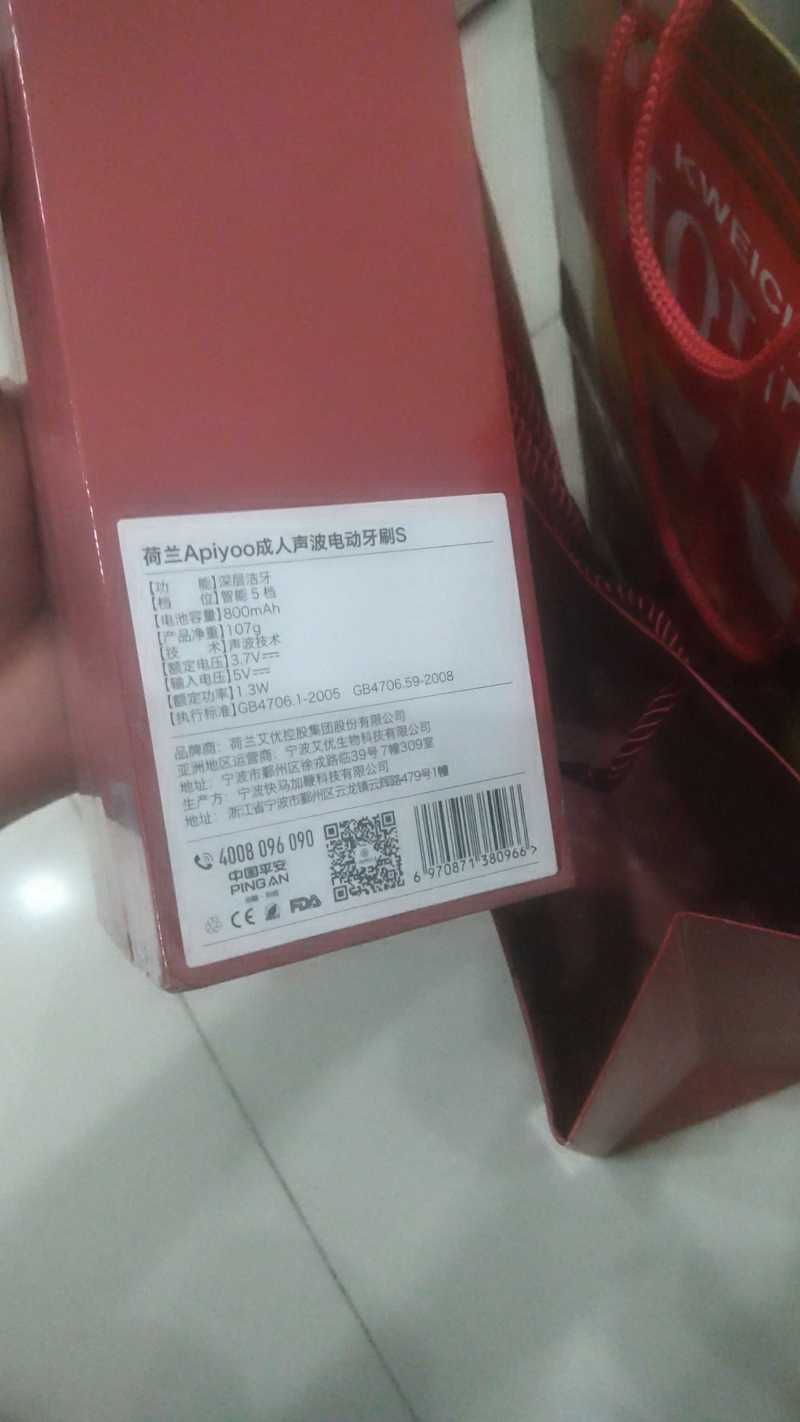 荷兰Apiyoo成人声波电动牙刷S
【功　　能】深层洁牙
【档　　位】智能 5 档
【电池容量】800mAh
【产品净重】107g
【技　　术】声波技术
【额定电压】3.7V
【输入电压】5V
【额定功率】1.3W
【执行标准】GB4706.1-2005 GB4706.59-2008
品牌商：荷兰艾优控股集团股份有限公司
亚洲地区运营商：宁波艾优生物科技有限公司
地址：宁波市鄞州区徐戎路临39号 7幢309室
生产方：宁波快马加鞭科技有限公司
地址：浙江省宁波市鄞州区云龙镇云辉路479号1幢
4008 096 090
中国平安
PING AN
CE FDA
6 970871 380966 >
KWEICH